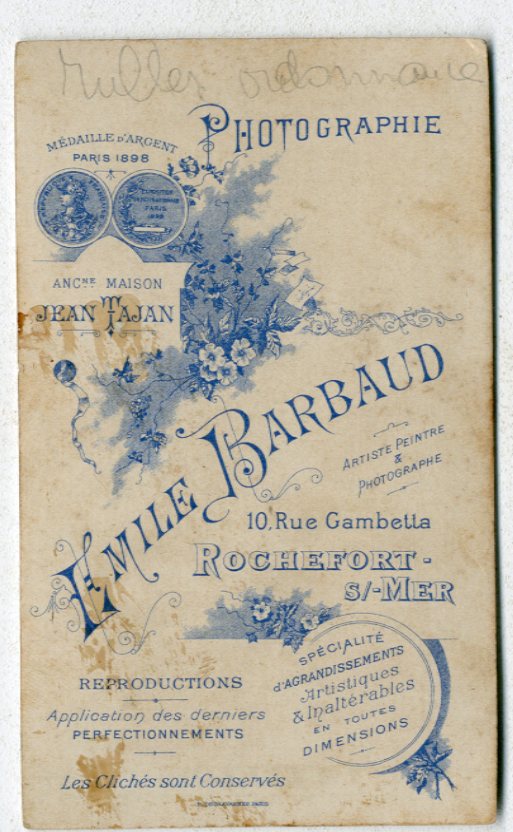 ordonnance
PHOTOGRAPHIE
MÉDAILLE D'ARGENT
PARIS 1898
ANCNE MAISON
JEAN TAJAN
EMILE BARBAUD
ARTISTE PEINTRE
&
PHOTOGRAPHE
10, Rue Gambetta
ROCHEFORT-
S/-MER
SPÉCIALITÉ
d'AGRANDISSEMENTS
Artistiques
& Inaltérables
EN TOUTES
DIMENSIONS
REPRODUCTIONS
Application des derniers
PERFECTIONNEMENTS
Les Clichés sont Conservés